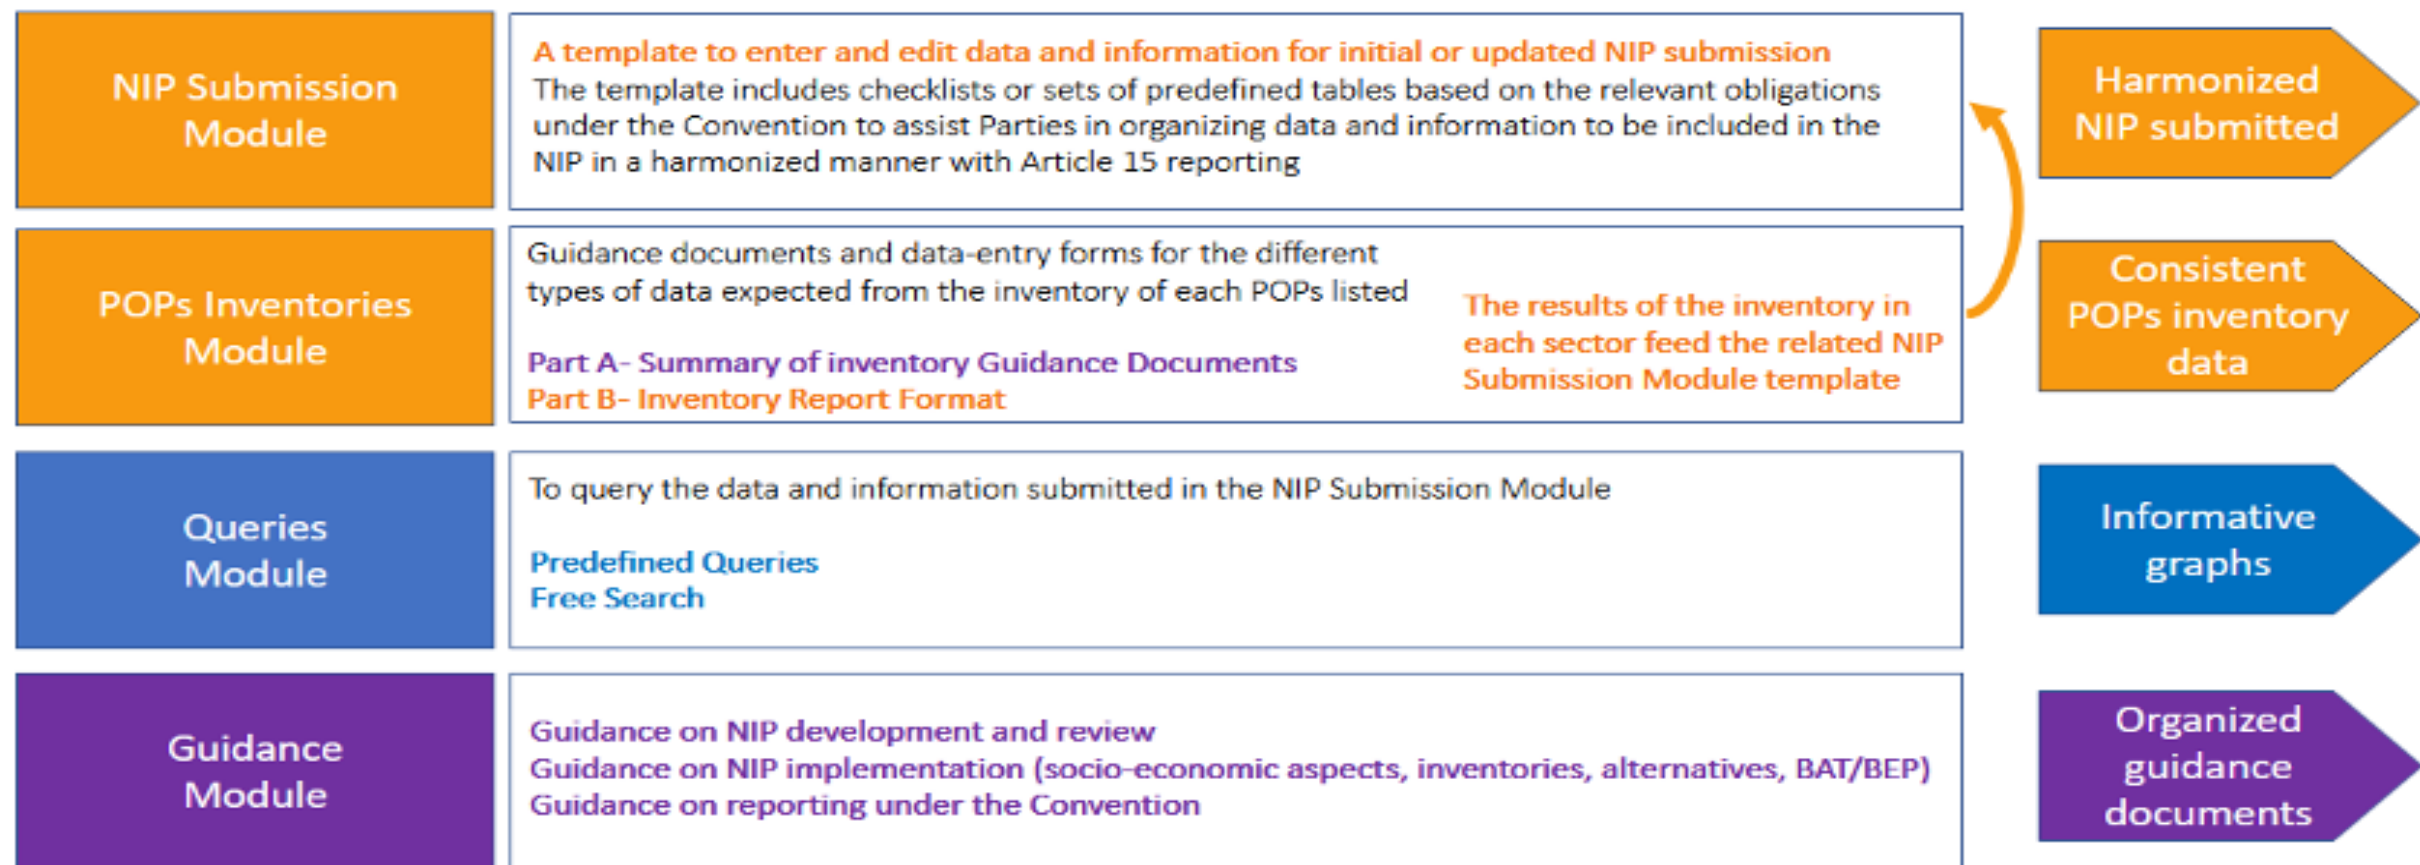 NIP Submission
Module
A template to enter and edit data and information for initial or updated NIP submission
The template includes checklists or sets of predefined tables based on the relevant obligations
under the Convention to assist Parties in organizing data and information to be included in the
NIP in a harmonized manner with Article 15 reporting
Harmonized
NIP submitted
POPs Inventories
Module
Guidance documents and data-entry forms for the different
types of data expected from the inventory of each POPs listed
Part A- Summary of inventory Guidance Documents
Part B- Inventory Report Format
The results of the inventory in
each sector feed the related NIP
Submission Module template
Consistent
POPs inventory
data
Queries
Module
To query the data and information submitted in the NIP Submission Module
Predefined Queries
Free Search
Informative
graphs
Guidance
Module
Guidance on NIP development and review
Guidance on NIP implementation (socio-economic aspects, inventories, alternatives, BAT/BEP)
Guidance on reporting under the Convention
Organized
guidance
documents